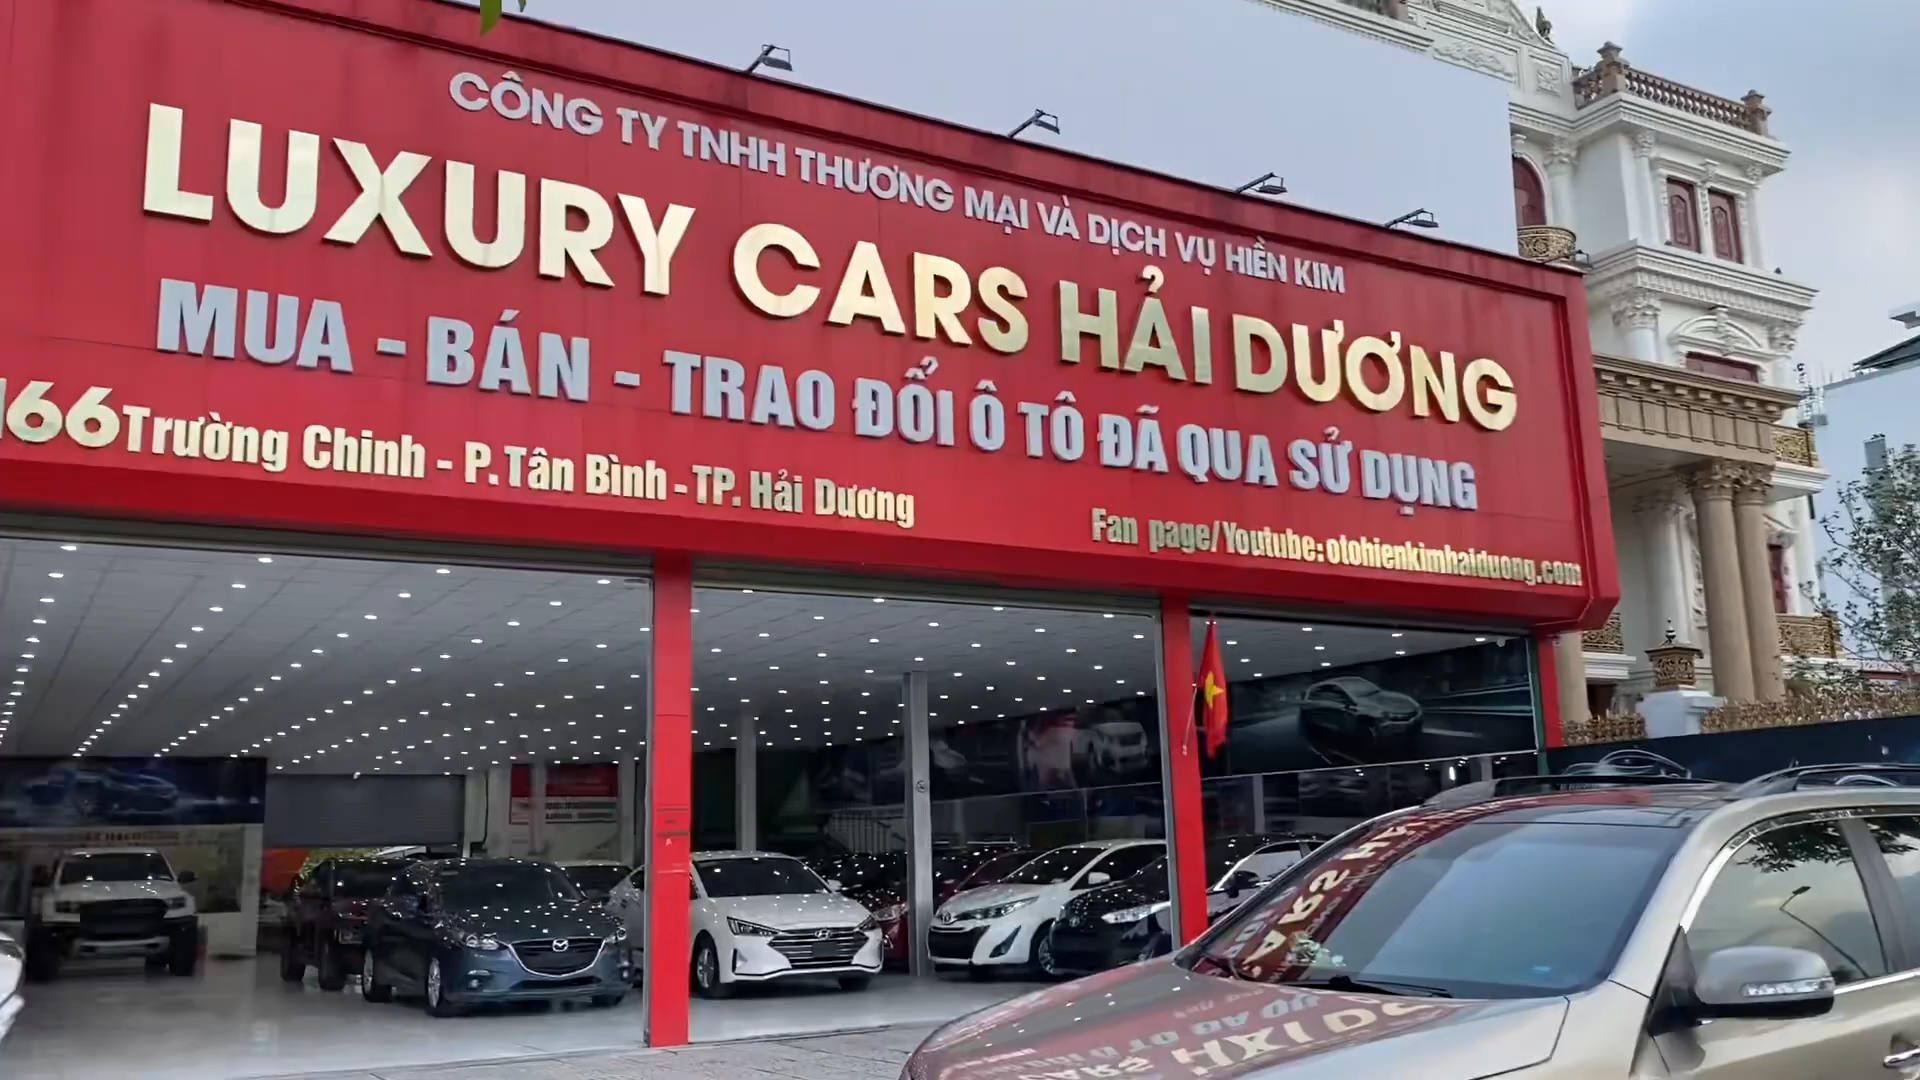 CÔNG TY TNHH THƯƠNG MẠI VÀ DỊCH VỤ HIỀN KIM
LUXURY CARS HẢI DƯƠNG
MUA - BÁN - TRAO ĐỔI Ô TÔ ĐÃ QUA SỬ DỤNG
166 Trường Chinh - P. Tân Bình - TP. Hải Dương
Fan page/Youtube: otohienkimhaiduong.com